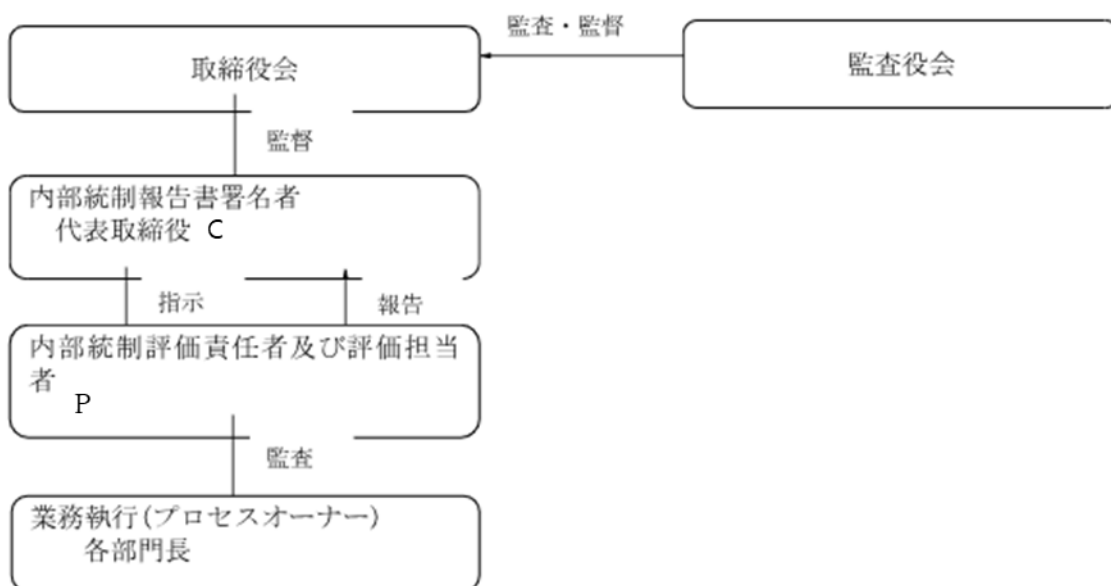 監査・監督
取締役会
監査役会
監督
内部統制報告書署名者
代表取締役 C
指示
報告
内部統制評価責任者及び評価担当
者
P
監査
業務執行(プロセスオーナー)
各部門長